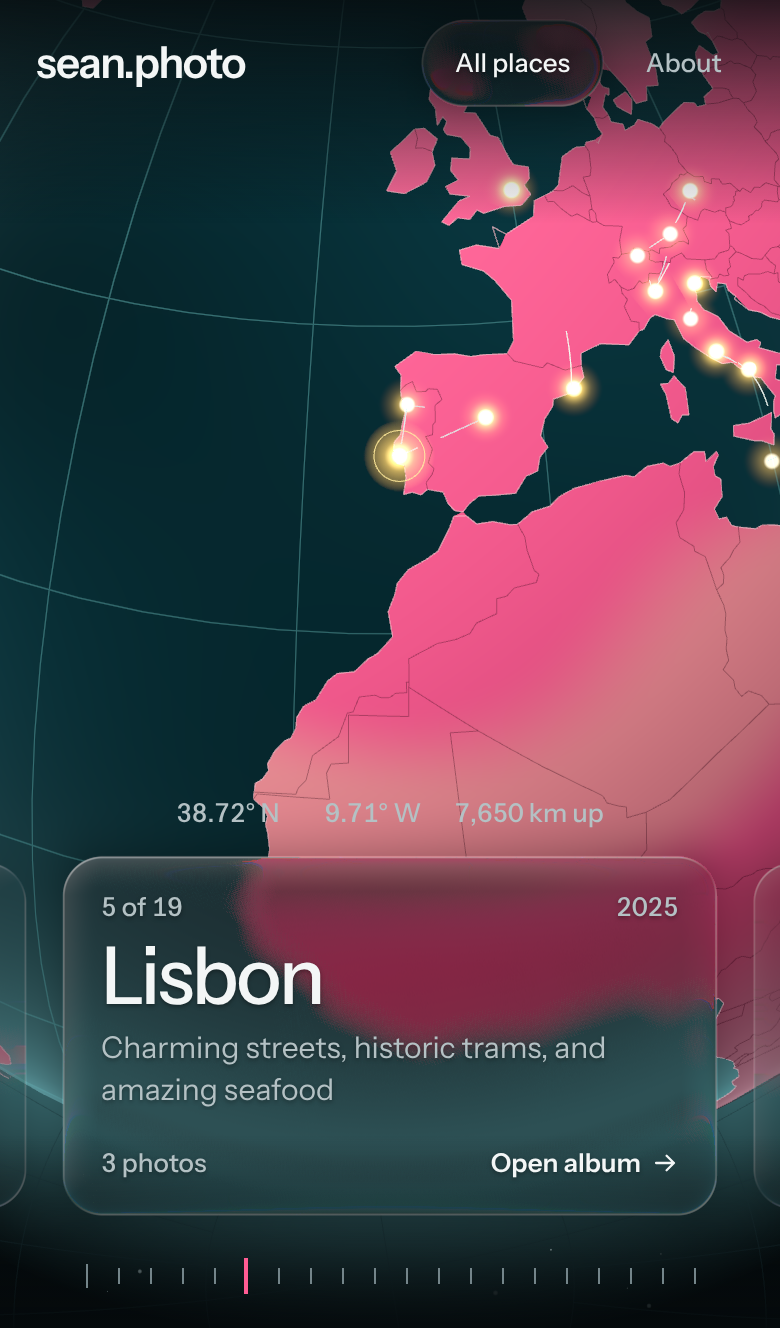 sean.photo
All places
About
38.72° N 9.71° W 7,650 km up
5 of 19
2025
Lisbon
Charming streets, historic trams, and
amazing seafood
3 photos
Open album →